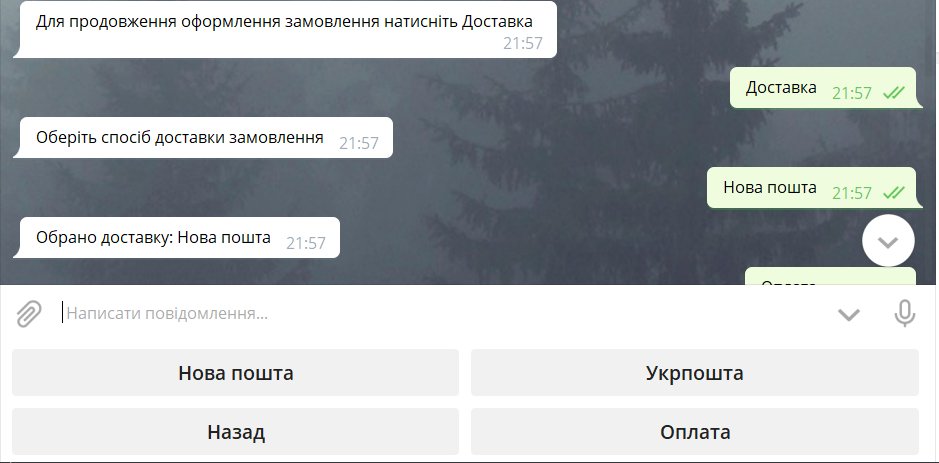 Для продовження оформлення замовлення натисніть Доставка
21:57
Доставка 21:57
Оберіть спосіб доставки замовлення 21:57
Нова пошта 21:57
Обрано доставку: Нова пошта 21:57
Написати повідомлення...
Нова пошта
Укрпошта
Назад
Оплата